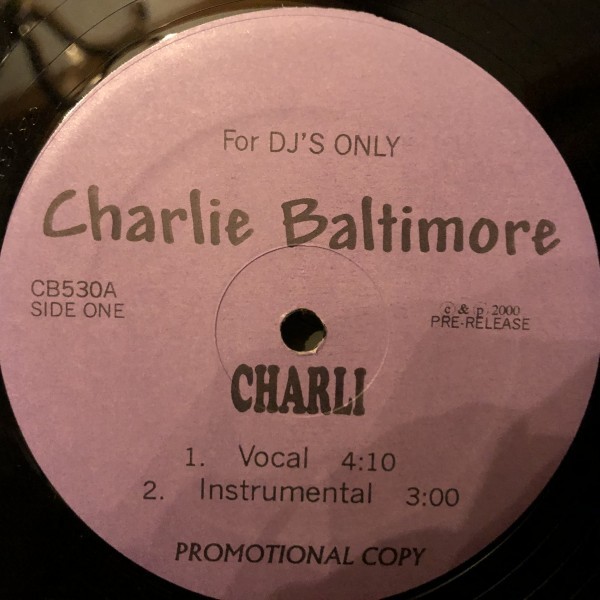 For DJ'S ONLY
Charlie Baltimore
CB530A
SIDE ONE
ⓒ & ⓟ 2000
PRE-RELEASE
CHARLI
1. Vocal 4:10
2. Instrumental 3:00
PROMOTIONAL COPY